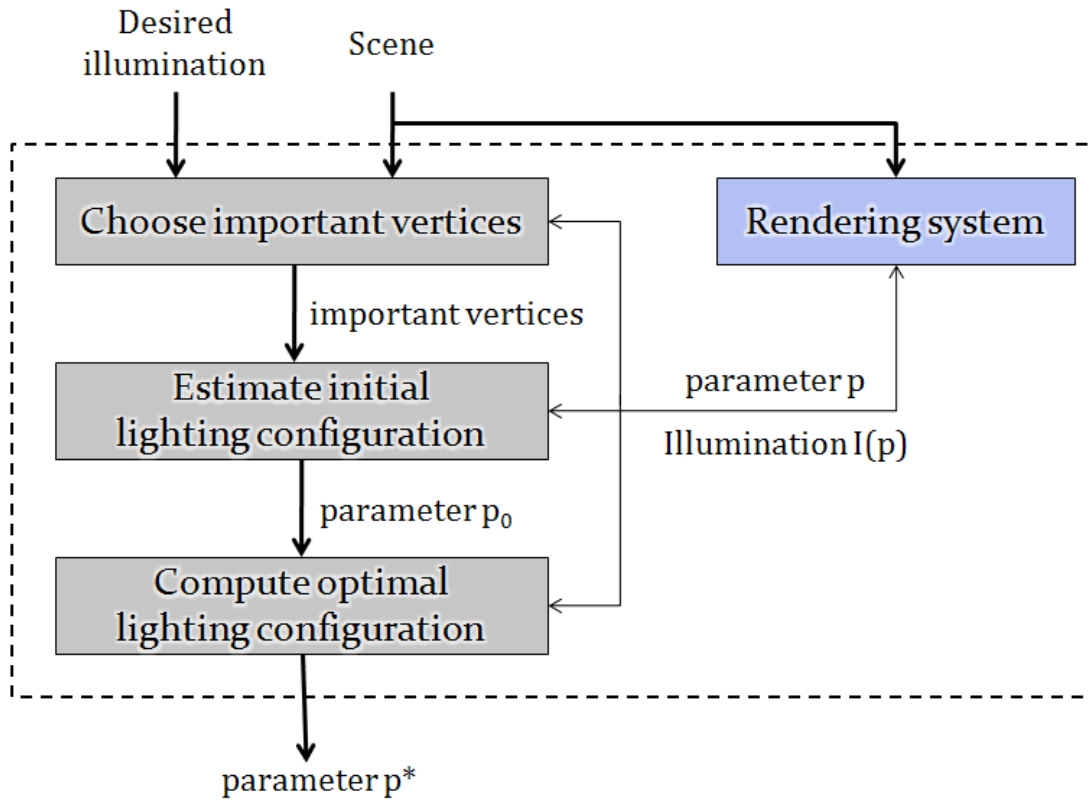 Desired
illumination
Scene
Choose important vertices
Rendering system
important vertices
Estimate initial
lighting configuration
parameter p
Illumination I(p)
parameter p₀
Compute optimal
lighting configuration
parameter p*